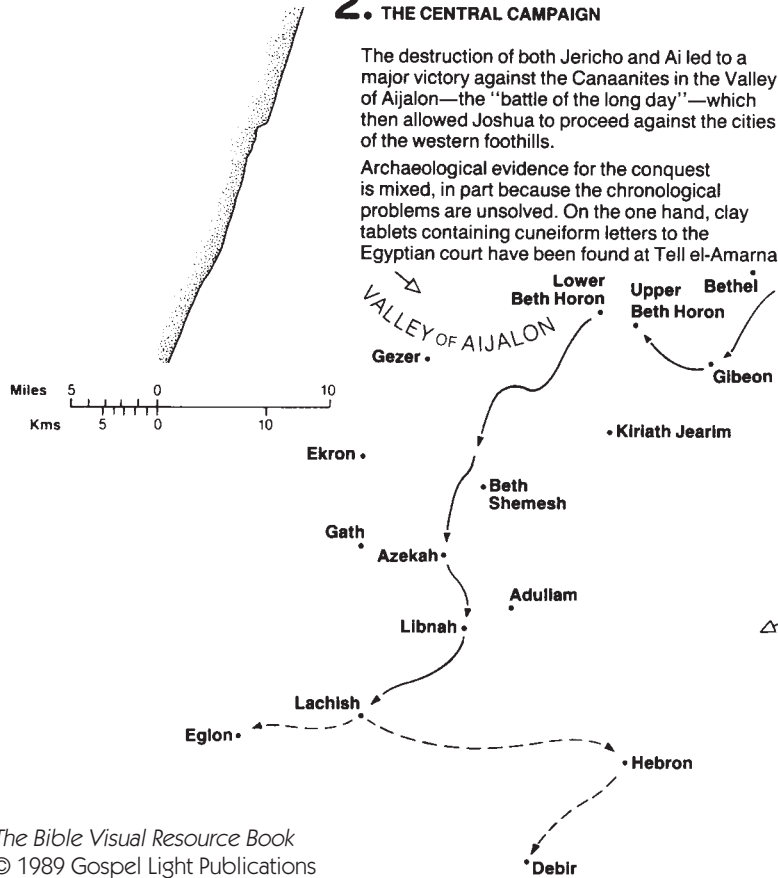 2. THE CENTRAL CAMPAIGN
The destruction of both Jericho and Ai led to a
major victory against the Canaanites in the Valley
of Aijalon—the "battle of the long day"—which
then allowed Joshua to proceed against the cities
of the western foothills.
Archaeological evidence for the conquest
is mixed, in part because the chronological
problems are unsolved. On the one hand, clay
tablets containing cuneiform letters to the
Egyptian court have been found at Tell el-Amarna
Lower
Beth Horon
Upper
Beth Horon
Bethel
VALLEY OF AIJALON
Gezer
Gibeon
Miles 5 0 10
Kms 5 0 10
Kiriath Jearim
Ekron
Beth
Shemesh
Gath
Azekah
Adullam
Libnah
Lachish
Eglon
Hebron
The Bible Visual Resource Book
© 1989 Gospel Light Publications
Debir